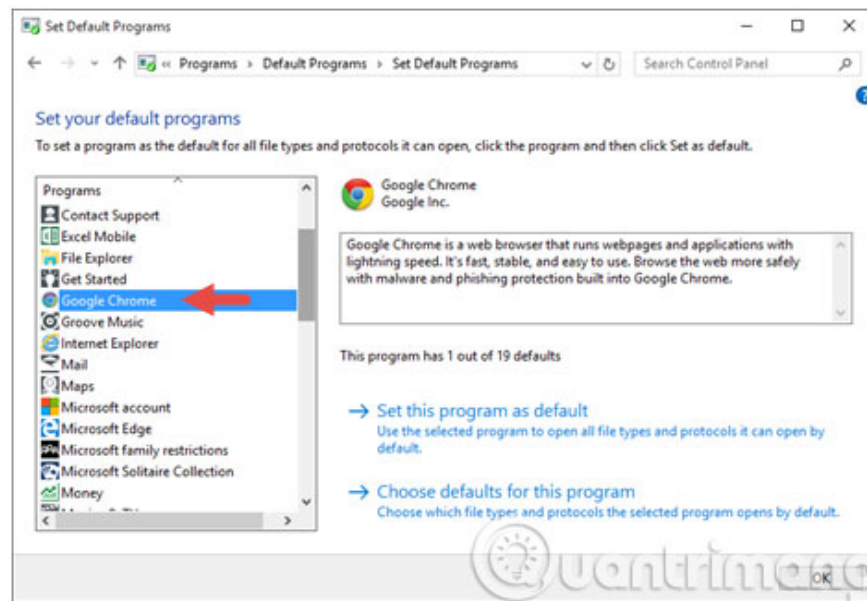 Set Default Programs
« Programs > Default Programs > Set Default Programs
Search Control Panel
Set your default programs
To set a program as the default for all file types and protocols it can open, click the program and then click Set as default.
Programs
Contact Support
Excel Mobile
File Explorer
Get Started
Google Chrome
Groove Music
Internet Explorer
Mail
Maps
Microsoft account
Microsoft Edge
Microsoft family restrictions
Microsoft Solitaire Collection
Money
Google Chrome
Google Inc.
Google Chrome is a web browser that runs webpages and applications with
lightning speed. It's fast, stable, and easy to use. Browse the web more safely
with malware and phishing protection built into Google Chrome.
This program has 1 out of 19 defaults
Set this program as default
Use the selected program to open all file types and protocols it can open by
default.
Choose defaults for this program
Choose which file types and protocols the selected program opens by default.
OK